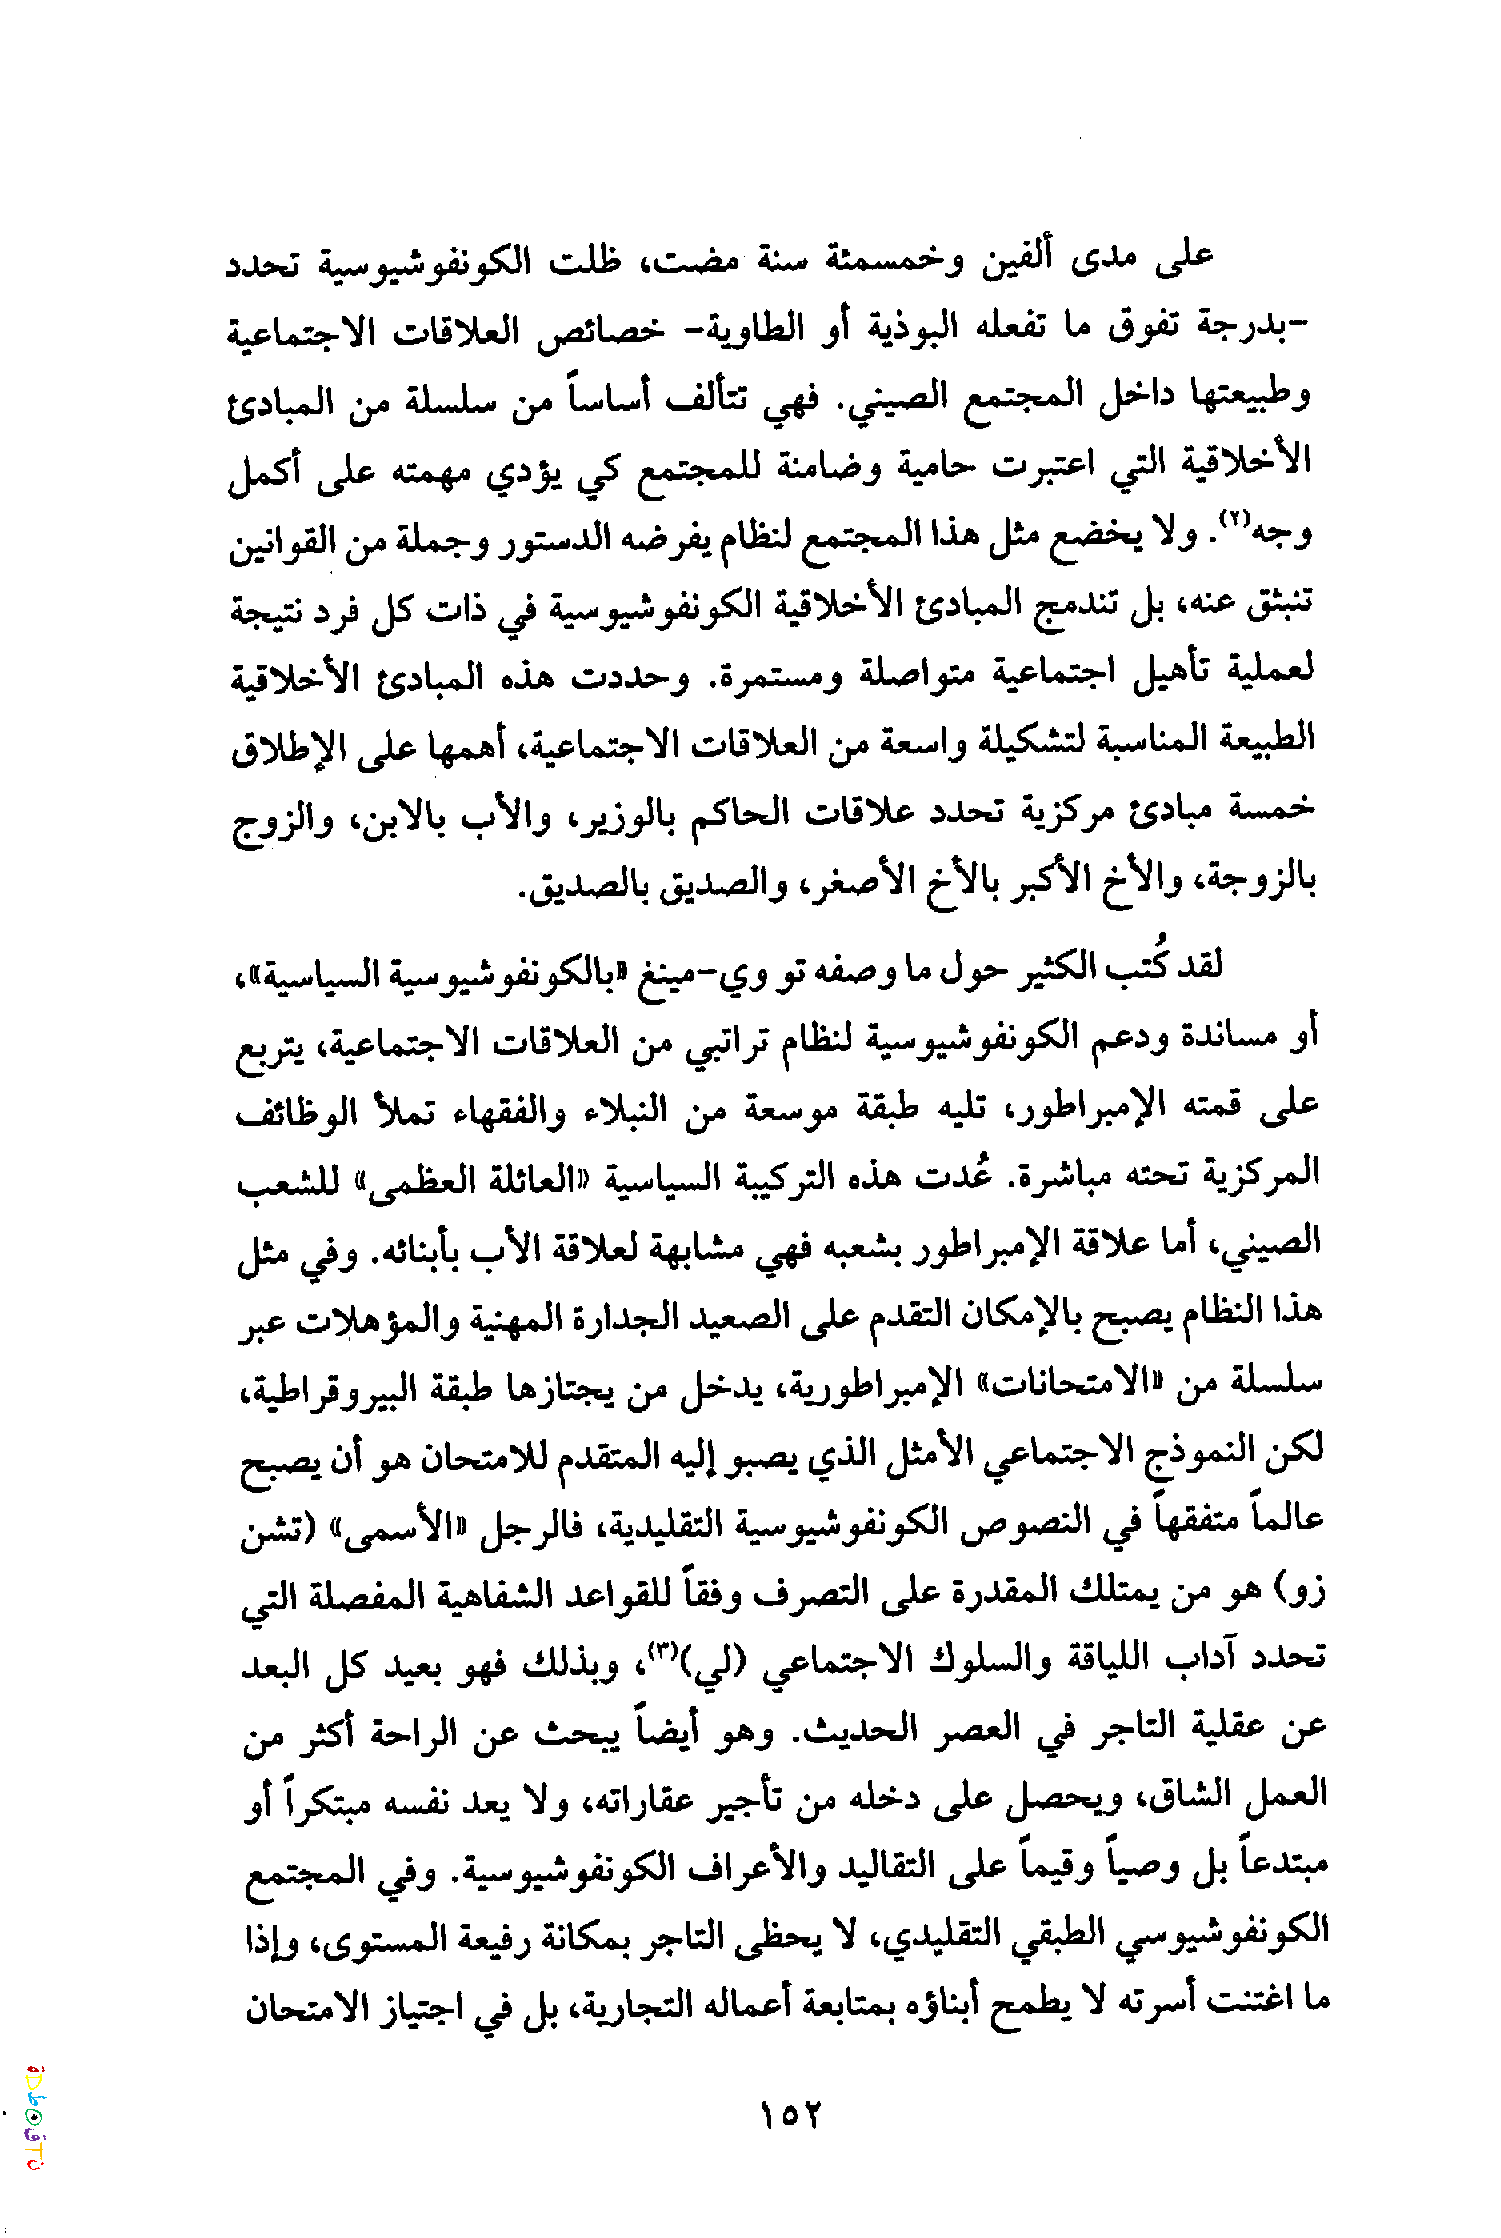 على مدى ألفين وخمسمئة سنة مضت، ظلت الكونفوشيوسية تحدد
-بدرجة تفوق ما تفعله البوذية أو الطاوية- خصائص العلاقات الاجتماعية
وطبيعتها داخل المجتمع الصيني. فهي تتألف أساساً من سلسلة من المبادئ
الأخلاقية التي اعتبرت حامية وضامنة للمجتمع كي يؤدي مهمته على أكمل
وجه(٢). ولا يخضع مثل هذا المجتمع لنظام يفرضه الدستور وجملة من القوانين
تنبثق عنه، بل تندمج المبادئ الأخلاقية الكونفوشيوسية في ذات كل فرد نتيجة
لعملية تأهيل اجتماعية متواصلة ومستمرة. وحددت هذه المبادئ الأخلاقية
الطبيعة المناسبة لتشكيلة واسعة من العلاقات الاجتماعية، أهمها على الإطلاق
خمسة مبادئ مركزية تحدد علاقات الحاكم بالوزير، والأب بالابن، والزوج
بالزوجة، والأخ الأكبر بالأخ الأصغر، والصديق بالصديق.
لقد كُتب الكثير حول ما وصفه تو وي-مينغ «بالكونفوشيوسية السياسية»،
أو مساندة ودعم الكونفوشيوسية لنظام تراتبي من العلاقات الاجتماعية، يتربع
على قمته الإمبراطور، تليه طبقة موسعة من النبلاء والفقهاء تملأ الوظائف
المركزية تحته مباشرة. عُدت هذه التركيبة السياسية «العائلة العظمى» للشعب
الصيني، أما علاقة الإمبراطور بشعبه فهي مشابهة لعلاقة الأب بأبنائه. وفي مثل
هذا النظام يصبح بالإمكان التقدم على الصعيد الجدارة المهنية والمؤهلات عبر
سلسلة من «الامتحانات» الإمبراطورية، يدخل من يجتازها طبقة البيروقراطية،
لكن النموذج الاجتماعي الأمثل الذي يصبو إليه المتقدم للامتحان هو أن يصبح
عالماً متفقهاً في النصوص الكونفوشيوسية التقليدية، فالرجل «الأسمى» (تشن
زو) هو من يمتلك المقدرة على التصرف وفقاً للقواعد الشفاهية المفصلة التي
تحدد آداب اللياقة والسلوك الاجتماعي (لي)(٣)، وبذلك فهو بعيد كل البعد
عن عقلية التاجر في العصر الحديث. وهو أيضاً يبحث عن الراحة أكثر من
العمل الشاق، ويحصل على دخله من تأجير عقاراته، ولا يعد نفسه مبتكراً أو
مبتدعاً بل وصياً وقيماً على التقاليد والأعراف الكونفوشيوسية. وفي المجتمع
الكونفوشيوسي الطبقي التقليدي، لا يحظى التاجر بمكانة رفيعة المستوى، وإذا
ما اغتنت أسرته لا يطمح أبناؤه بمتابعة أعماله التجارية، بل في اجتياز الامتحان
١٥٢